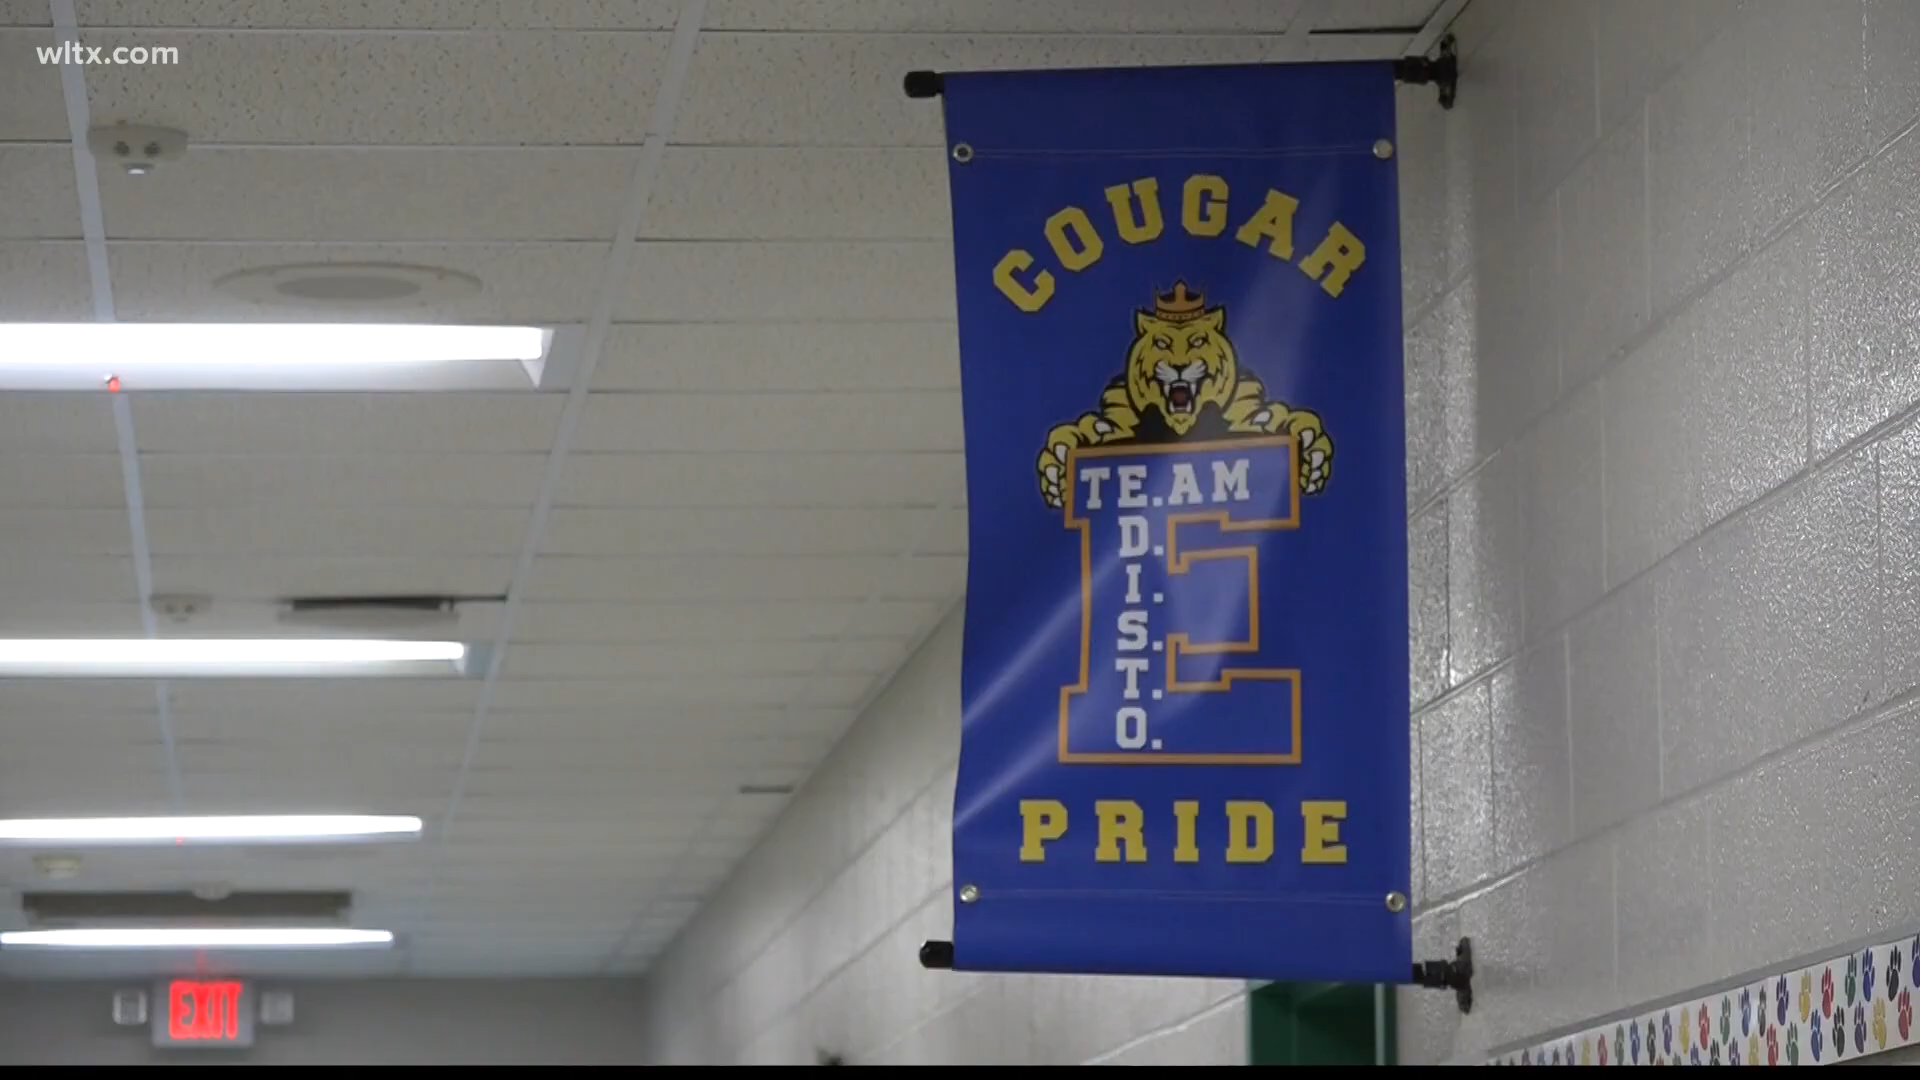 wltx.com
COUGAR
TE.AM
D.
I.
S.
T.
O.
PRIDE
EXIT